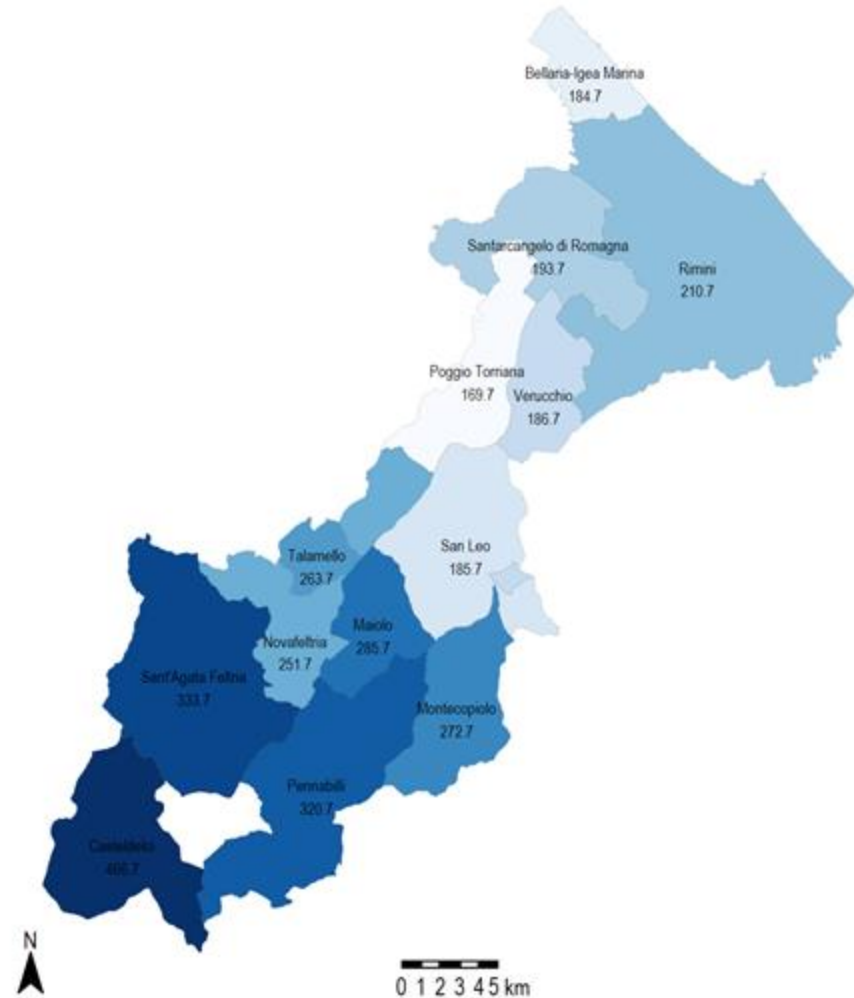 Bellaria-Igea Marina
184.7
Santarcangelo di Romagna
193.7
Rimini
210.7
Poggio Torriana
169.7
Verucchio
186.7
San Leo
185.7
Talamello
263.7
Maiolo
285.7
Novafeltria
251.7
Sant'Agata Feltria
333.7
Montecopiolo
272.7
Pennabilli
320.7
Casteldelci
466.7
N
0 1 2 3 4 5 km